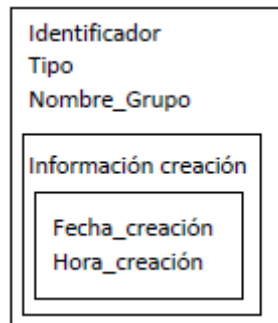 Identificador
Tipo
Nombre_Grupo
Información creación
Fecha_creación
Hora_creación